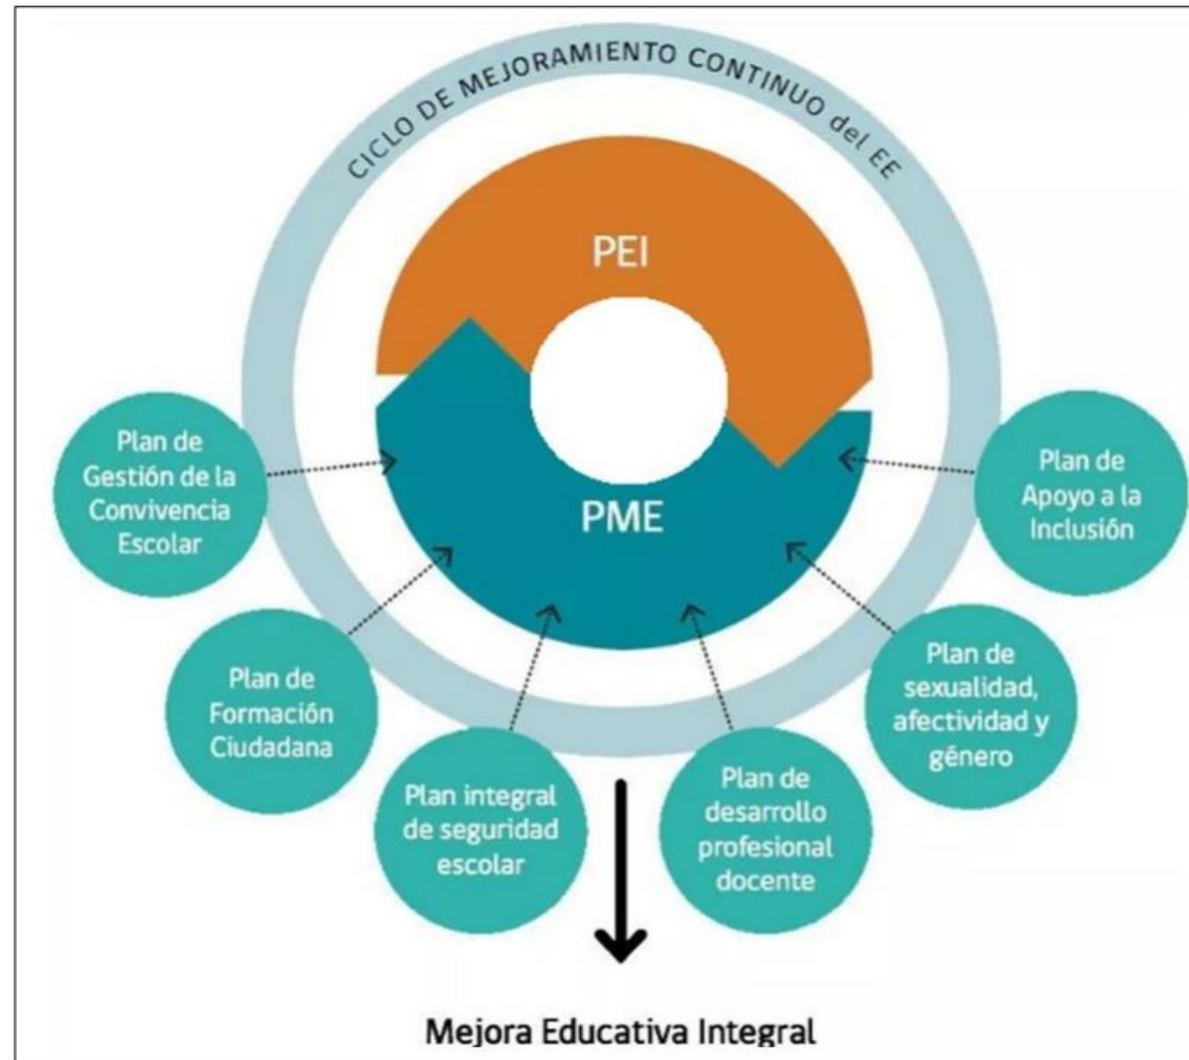 CICLO DE MEJORAMIENTO CONTINUO del EE
PEI
PME
Plan de
Gestión de la
Convivencia
Escolar
Plan de
Formación
Ciudadana
Plan integral
de seguridad
escolar
Plan de
desarrollo
profesional
docente
Plan de
sexualidad,
afectividad y
género
Plan de
Apoyo a la
Inclusión
Mejora Educativa Integral